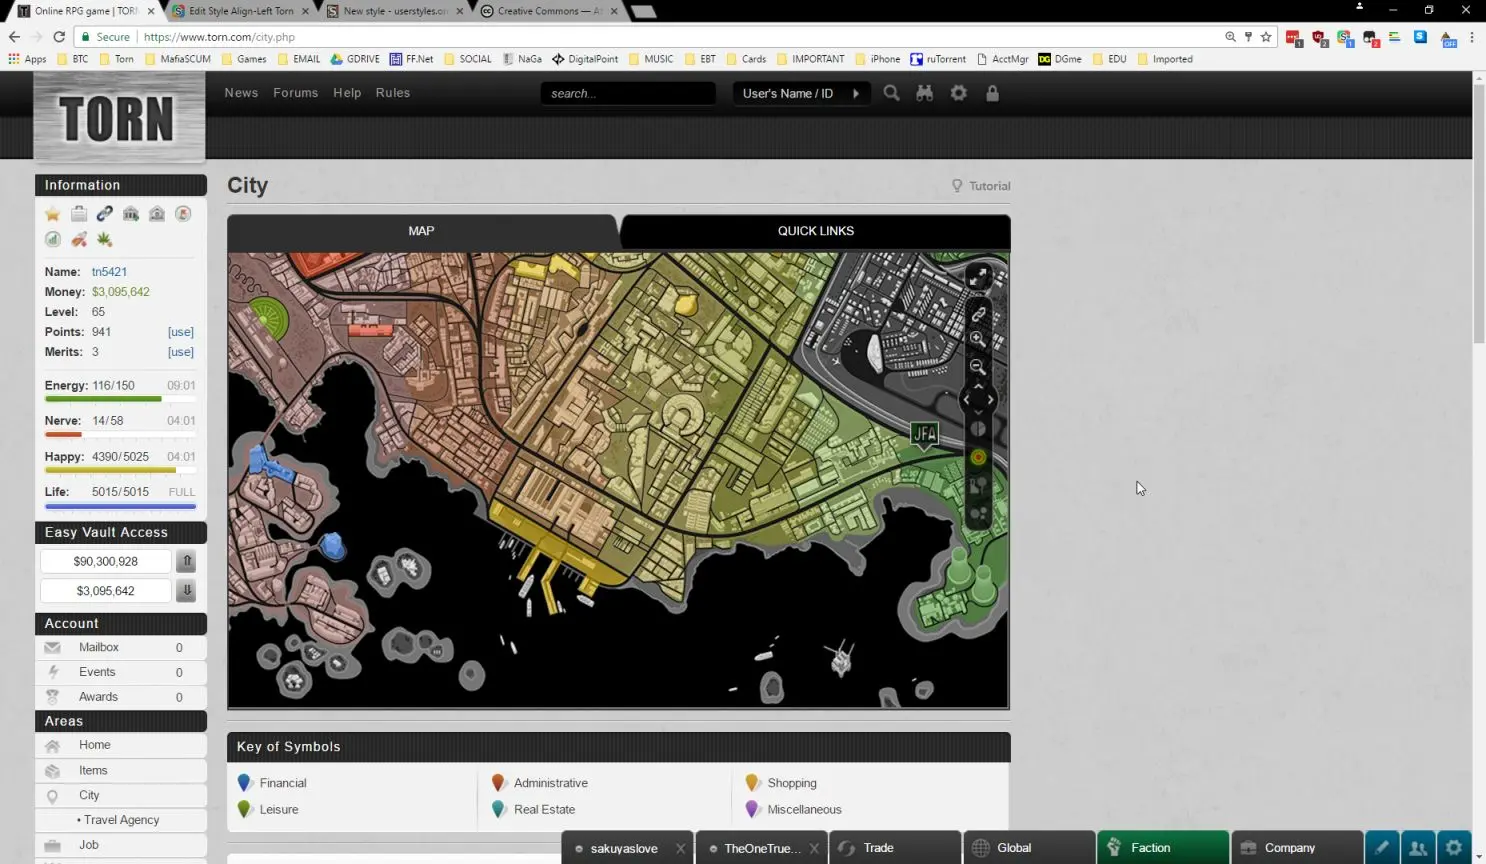 Online RPG game | TORN
Edit Style Align-Left Torn
New style - userstyles.or
Creative Commons — At
Secure
https://www.torn.com/city.php
Apps BTC Torn MafiaSCUM Games EMAIL GDRIVE FF.Net SOCIAL NaGa DigitalPoint MUSIC EBT Cards IMPORTANT iPhone ruTorrent AcctMgr DGme EDU Imported
TORN
News Forums Help Rules
search...
User's Name / ID
Information
City
Tutorial
MAP
QUICK LINKS
Name: tn5421
Money: $3,095,642
Level: 65
Points: 941 [use]
Merits: 3 [use]
Energy: 116/150 09:01
Nerve: 14/58 04:01
Happy: 4390/5025 04:01
Life: 5015/5015 FULL
JFA
Easy Vault Access
$90,300,928
$3,095,642
Account
Mailbox 0
Events 0
Awards 0
Areas
Home
Items
City
• Travel Agency
Job
Key of Symbols
Financial
Administrative
Shopping
Leisure
Real Estate
Miscellaneous
sakuyaslove
TheOneTrue...
Trade
Global
Faction
Company